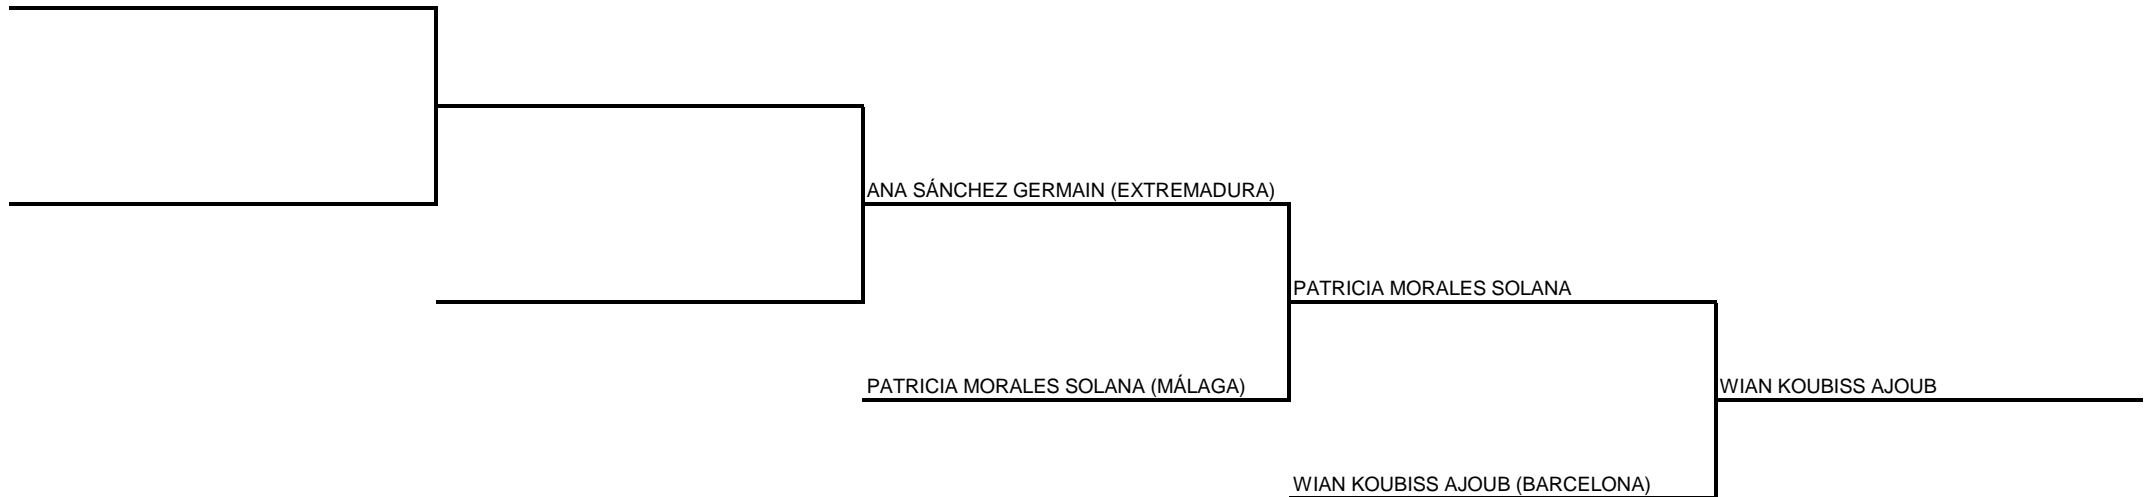 ANA SÁNCHEZ GERMAIN (EXTREMADURA)
PATRICIA MORALES SOLANA
PATRICIA MORALES SOLANA (MÁLAGA)
WIAN KOUBISS AJOUB
WIAN KOUBISS AJOUB (BARCELONA)